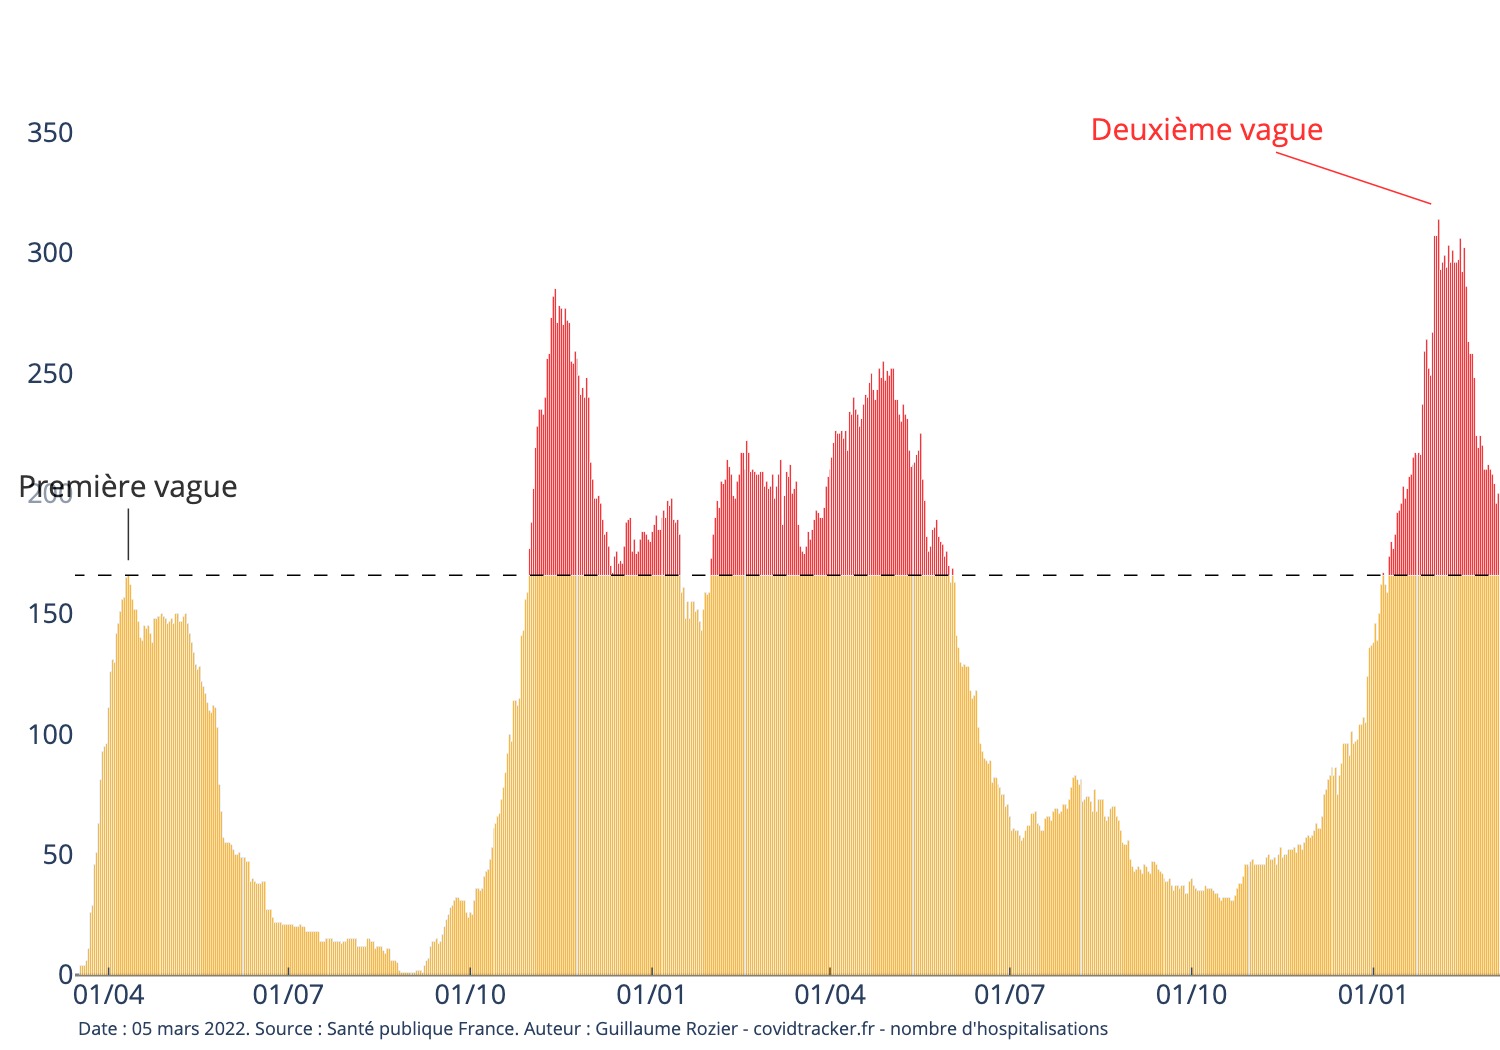 350
Deuxième vague
300
250
Première vague
200
150
100
50
0
01/04 01/07 01/10 01/01 01/04 01/07 01/10 01/01
Date : 05 mars 2022. Source : Santé publique France. Auteur : Guillaume Rozier - covidtracker.fr - nombre d'hospitalisations